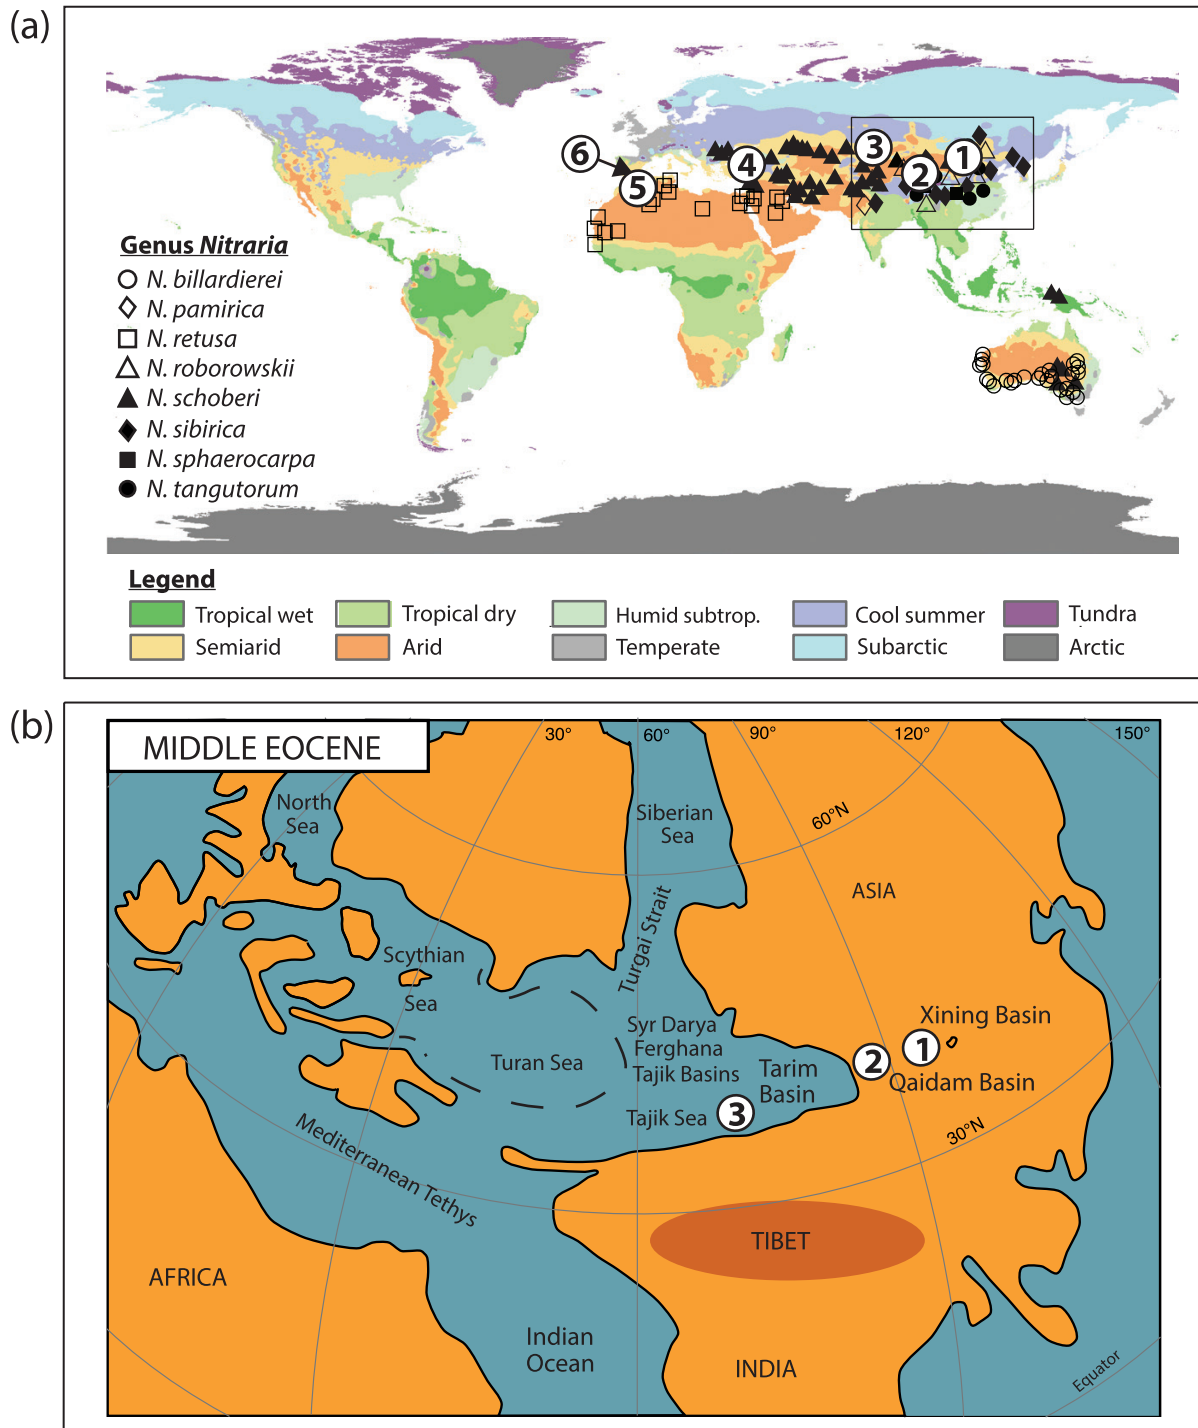 (a)
6
5
4
3
2
1
Genus Nitraria
N. billardierei
N. pamirica
N. retusa
N. roborowskii
N. schoberi
N. sibirica
N. sphaerocarpa
N. tangutorum
Legend
Tropical wet
Tropical dry
Humid subtrop.
Cool summer
Tundra
Semiarid
Arid
Temperate
Subarctic
Arctic
(b)
MIDDLE EOCENE
30°
60°
90°
120°
150°
North
Sea
Siberian
Sea
60°N
ASIA
Turgai Strait
Scythian
Sea
Syr Darya
Ferghana
Tajik Basins
Turan Sea
Tarim
Basin
Xining Basin
1
2
Qaidam Basin
Tajik Sea
3
30°N
Mediterranean Tethys
TIBET
AFRICA
Indian
Ocean
INDIA
Equator